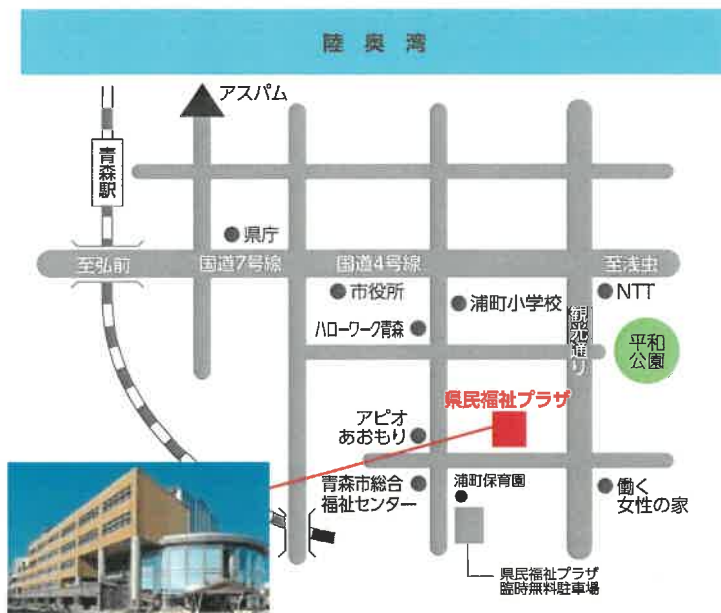 陸奥湾
アスパム
青森駅
県庁
至弘前
国道7号線
国道4号線
至浅虫
市役所
浦町小学校
NTT
ハローワーク青森
観光通り
平和
公園
県民福祉プラザ
アピオ
あおもり
青森市総合
福祉センター
浦町保育園
働く
女性の家
県民福祉プラザ
臨時無料駐車場